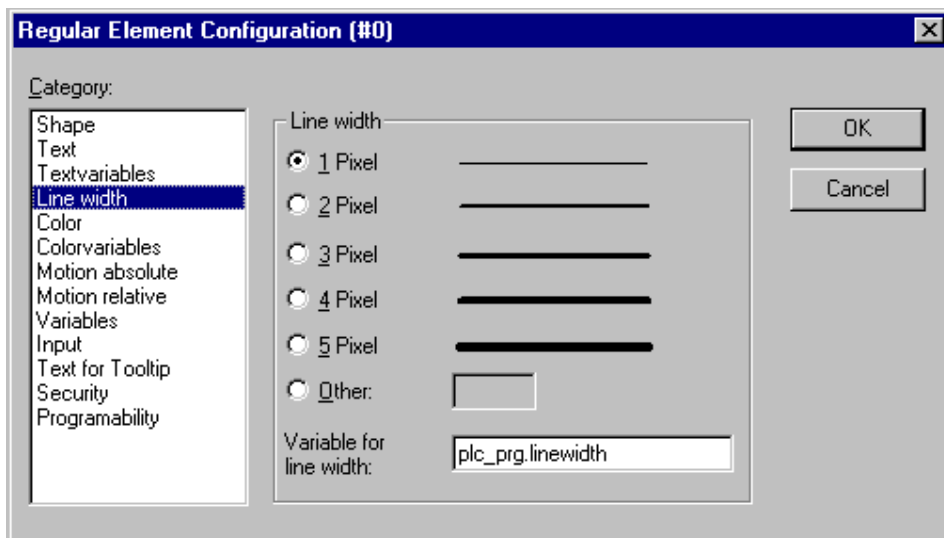 Regular Element Configuration (#0)
Category:
Shape
Text
Textvariables
Line width
Color
Colorvariables
Motion absolute
Motion relative
Variables
Input
Text for Tooltip
Security
Programability
Line width
1 Pixel
2 Pixel
3 Pixel
4 Pixel
5 Pixel
Other:
Variable for
line width:
plc_prg.linewidth
OK
Cancel